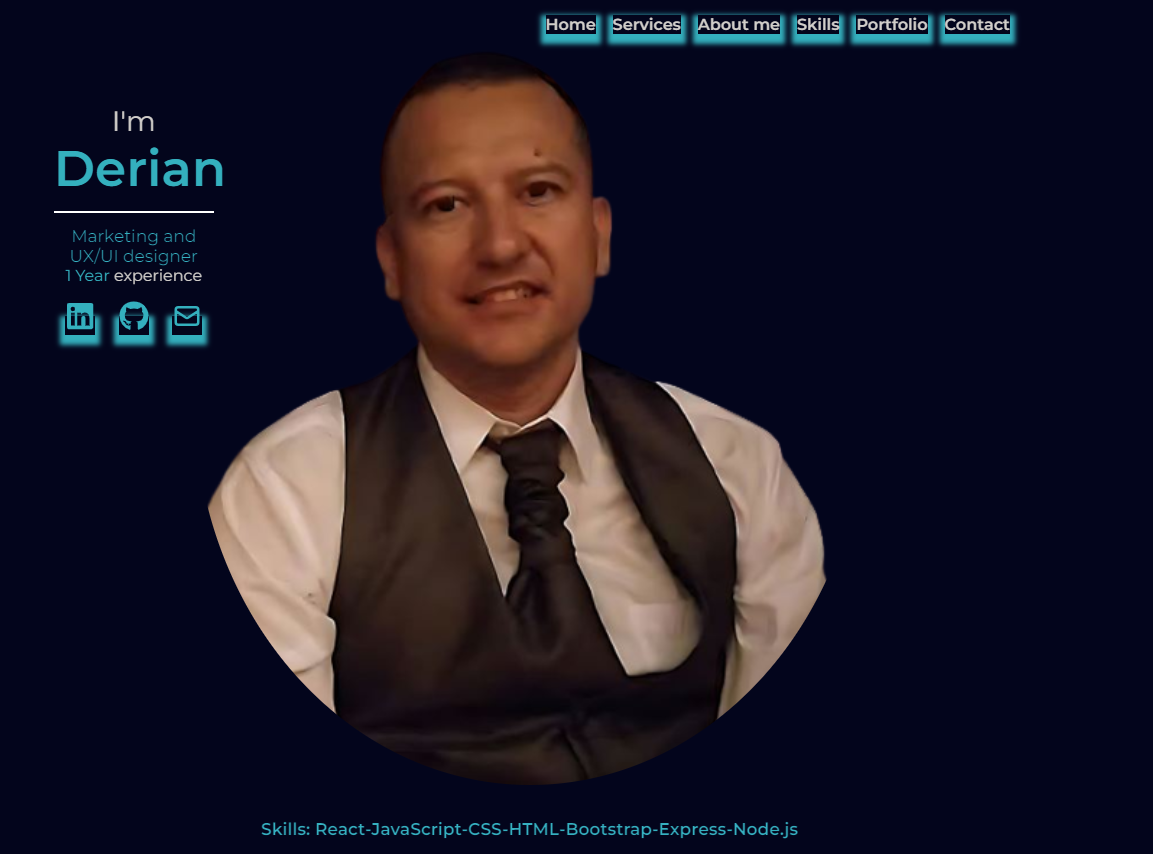 Home Services About me Skills Portfolio Contact
I'm
Derian
Marketing and
UX/UI designer
1 Year experience
Skills: React-JavaScript-CSS-HTML-Bootstrap-Express-Node.js